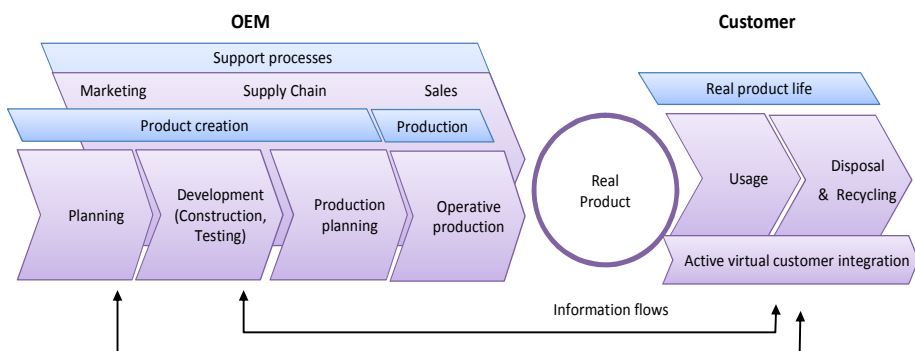 OEM
Customer
Support processes
Marketing
Supply Chain
Sales
Real product life
Product creation
Production
Planning
Development
(Construction,
Testing)
Production
planning
Operative
production
Real
Product
Usage
Disposal
& Recycling
Active virtual customer integration
Information flows